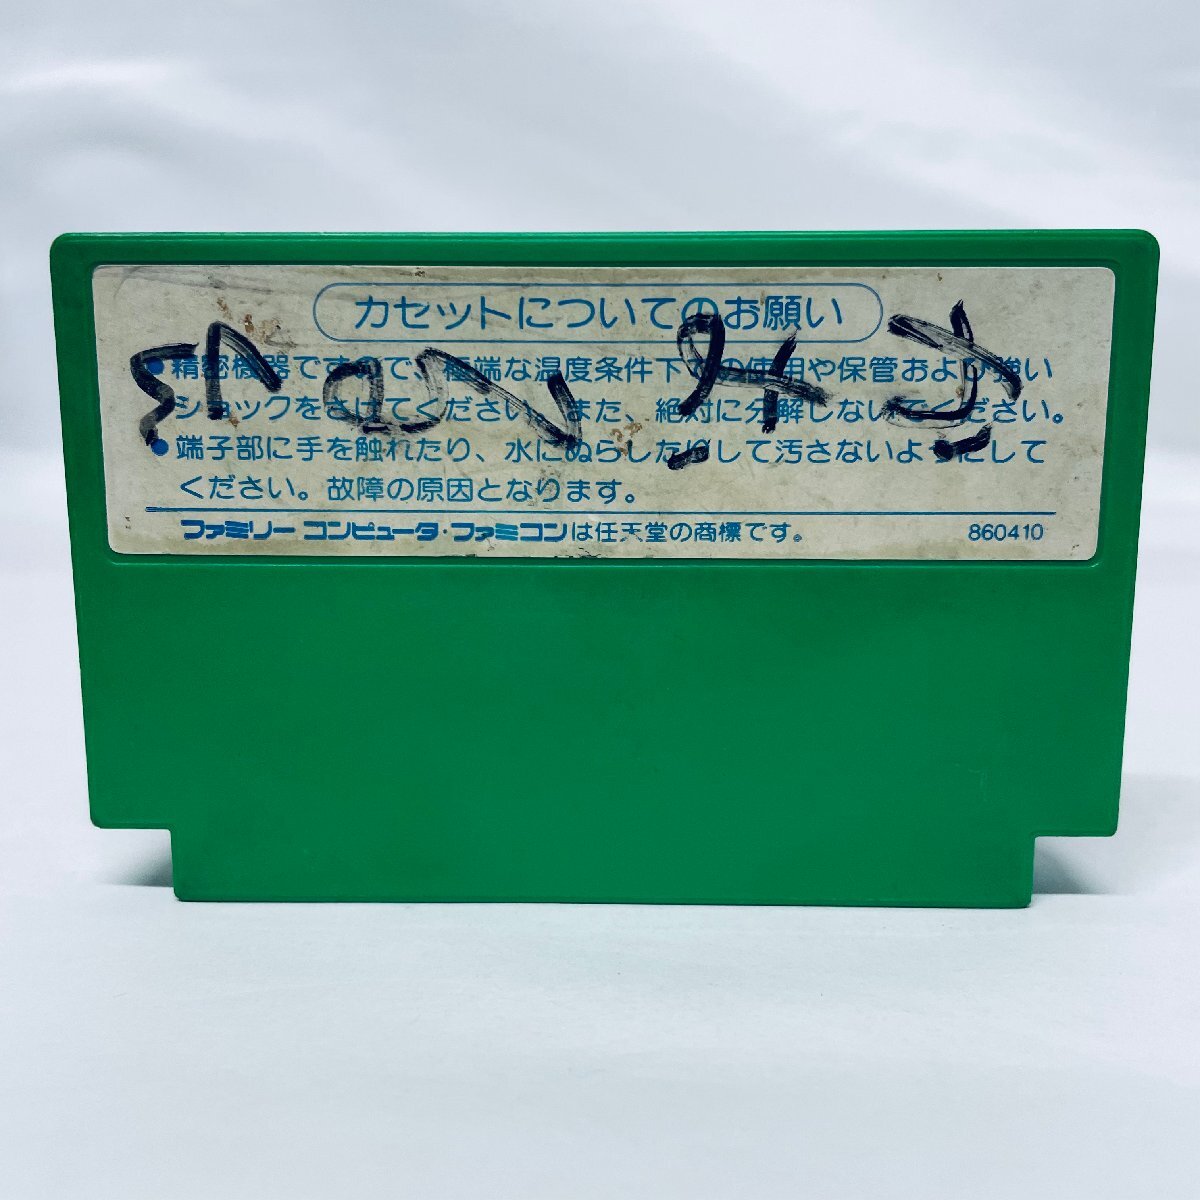 カセットについてのお願い
●精密機器ですので、極端な温度条件下での使用や保管および強い
ショックをさけてください。また、絶対に分解しないでください。
●端子部に手を触れたり、水にぬらしたりして汚さないようにして
ください。故障の原因となります。
ファミリーコンピュータ・ファミコンは任天堂の商標です。 860410